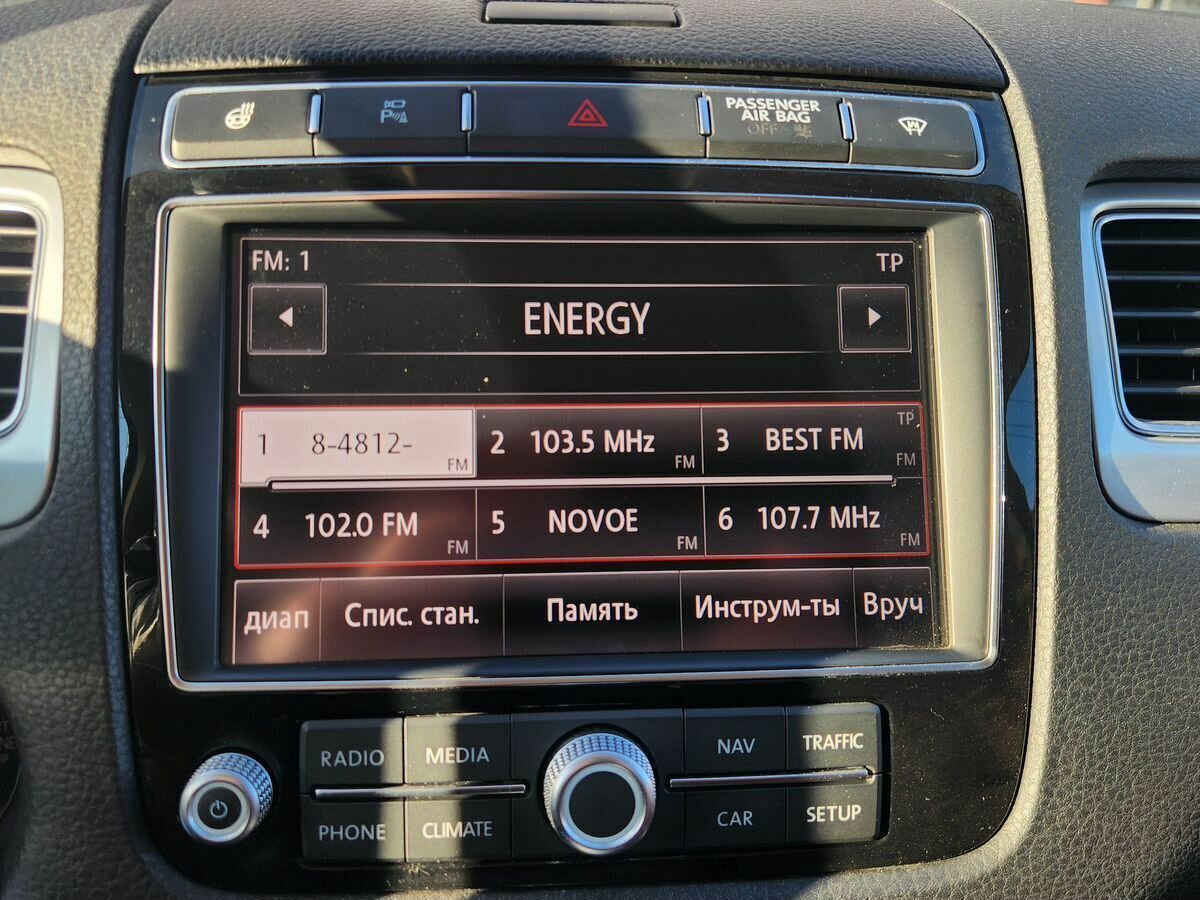 P
PASSENGER
AIR BAG
OFF
FM: 1
TP
ENERGY
1 8-4812- FM
2 103.5 MHz FM
3 BEST FM TP FM
4 102.0 FM FM
5 NOVOE FM
6 107.7 MHz FM
диап Спис. стан. Память Инструм-ты Вруч
RADIO MEDIA NAV TRAFFIC
PHONE CLIMATE CAR SETUP